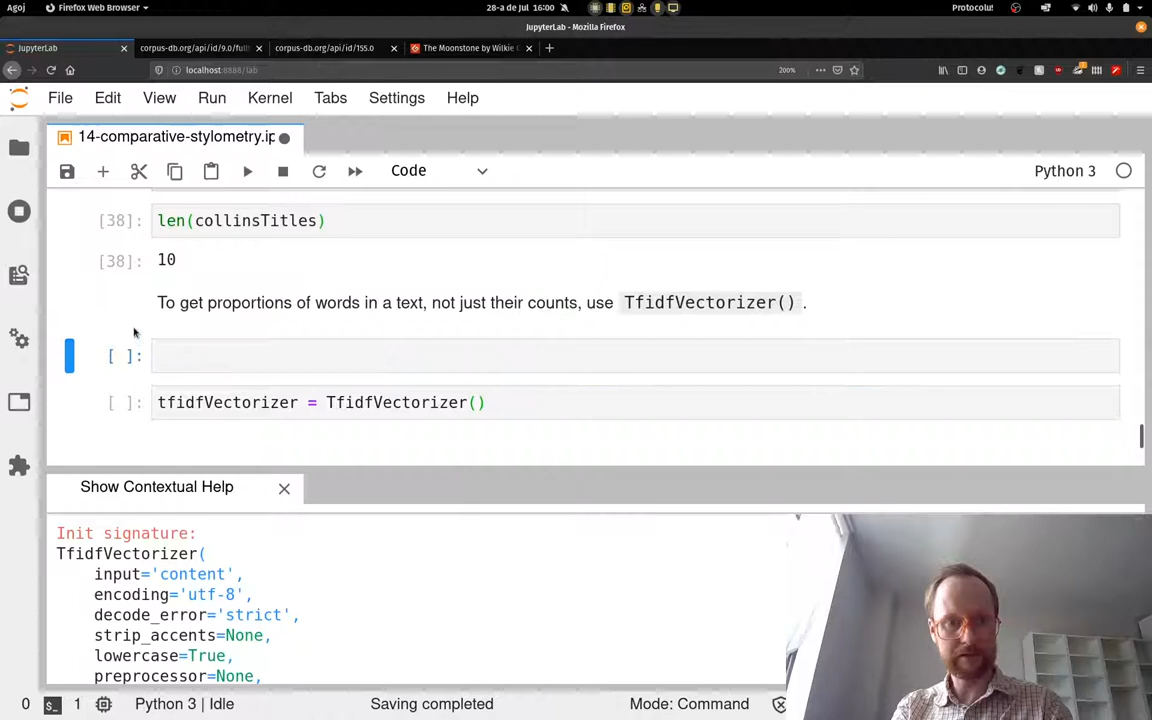 Agoj
Firefox Web Browser
28-a de Jul 16:00
Protocolu:
JupyterLab - Mozilla Firefox
JupyterLab
corpus-db.org/api/id/9.0/full
corpus-db.org/api/id/155.0
The Moonstone by Wilkie
localhost:8888/lab
200%
File Edit View Run Kernel Tabs Settings Help
14-comparative-stylometry.ip
Code
Python 3
[38]: len(collinsTitles)
[38]: 10
To get proportions of words in a text, not just their counts, use TfidfVectorizer().
[ ]:
[ ]: tfidfVectorizer = TfidfVectorizer()
Show Contextual Help
Init signature:
TfidfVectorizer(
input='content',
encoding='utf-8',
decode_error='strict',
strip_accents=None,
lowercase=True,
preprocessor=None,
0
1
Python 3 | Idle
Saving completed
Mode: Command